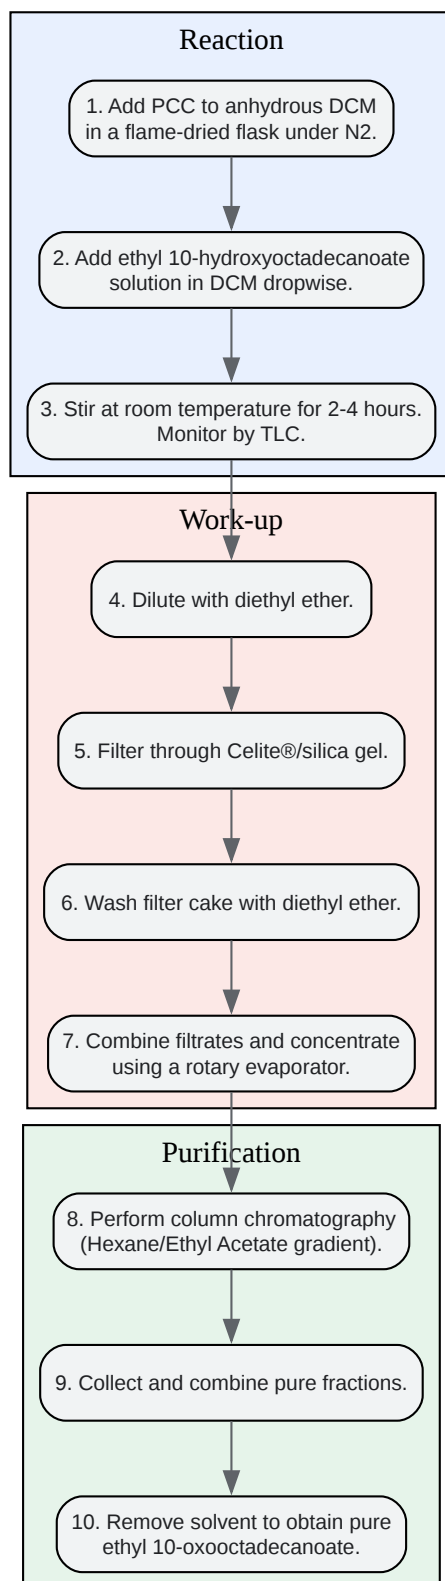 Reaction
1. Add PCC to anhydrous DCM
in a flame-dried flask under N2.
2. Add ethyl 10-hydroxyoctadecanoate
solution in DCM dropwise.
3. Stir at room temperature for 2-4 hours.
Monitor by TLC.
Work-up
4. Dilute with diethyl ether.
5. Filter through Celite®/silica gel.
6. Wash filter cake with diethyl ether.
7. Combine filtrates and concentrate
using a rotary evaporator.
Purification
8. Perform column chromatography
(Hexane/Ethyl Acetate gradient).
9. Collect and combine pure fractions.
10. Remove solvent to obtain pure
ethyl 10-oxooctadecanoate.